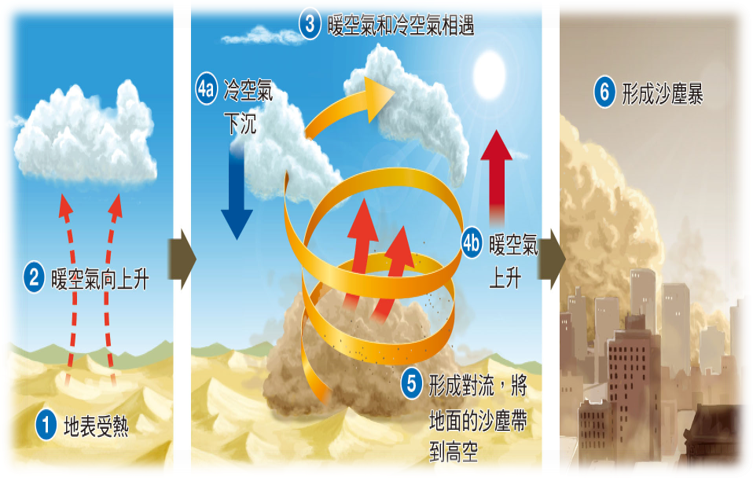 1 地表受熱
2 暖空氣向上升
3 暖空氣和冷空氣相遇
4a 冷空氣
下沉
4b 暖空氣
上升
5 形成對流，將
地面的沙塵帶
到高空
6 形成沙塵暴